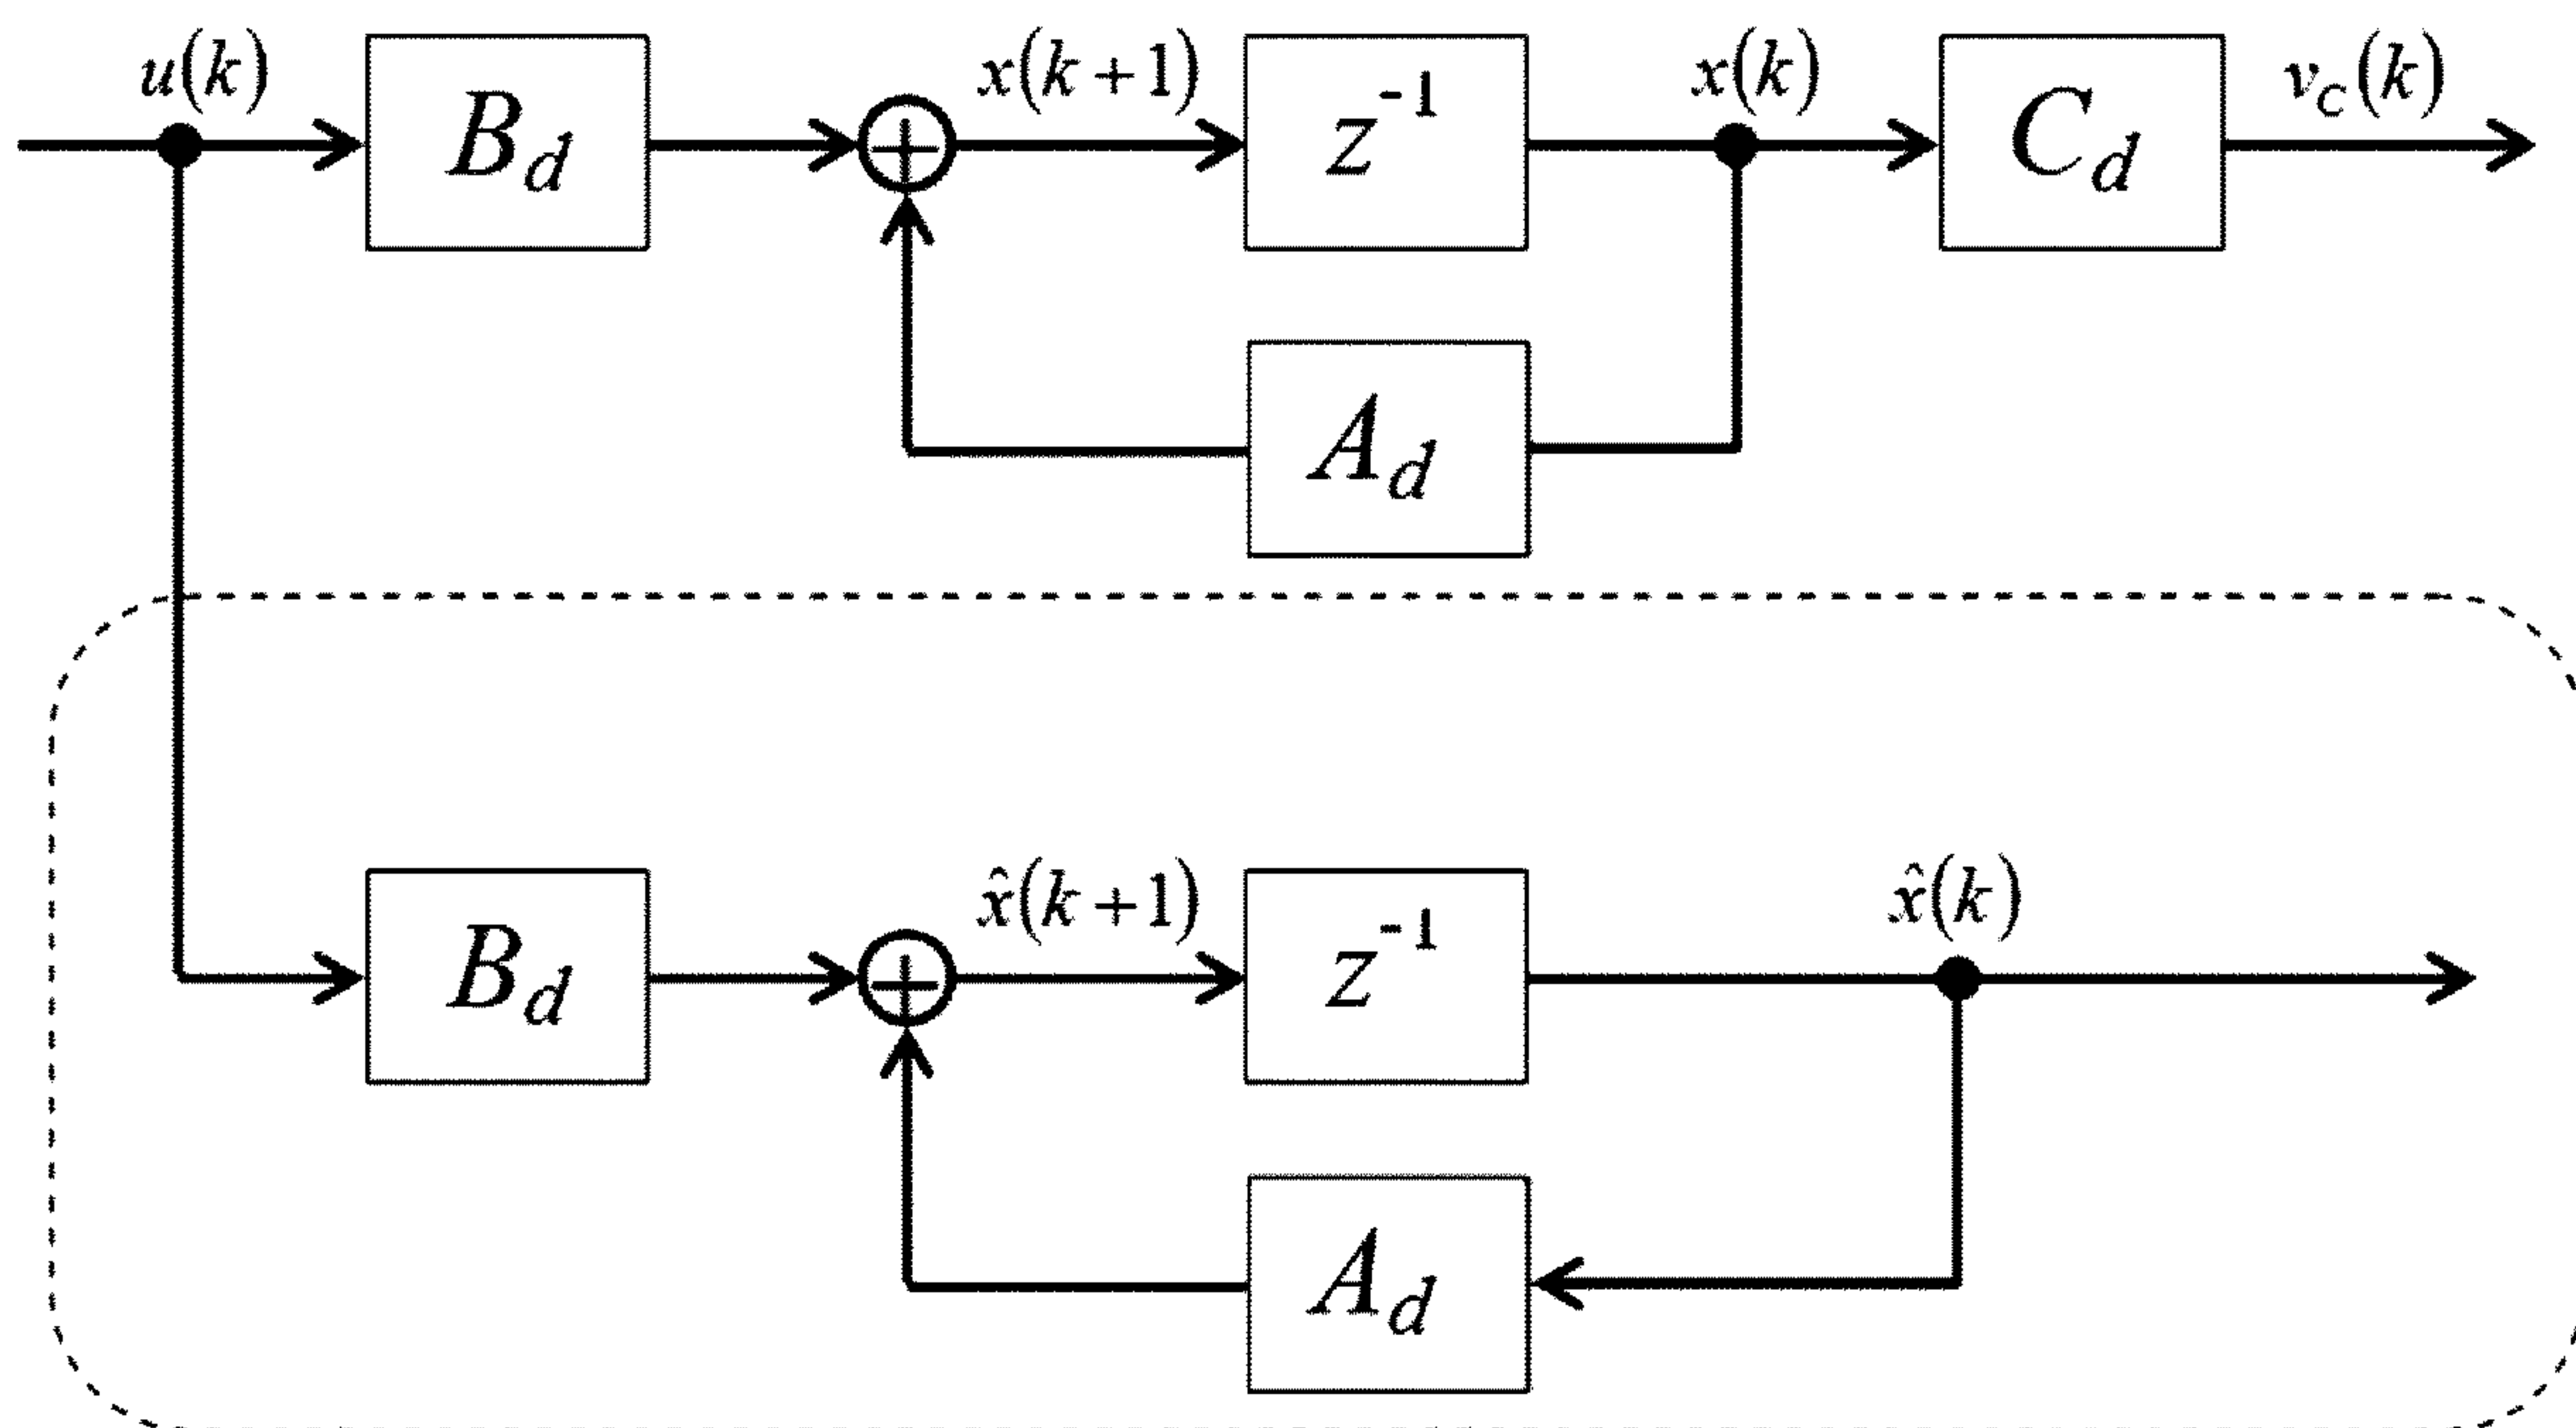 u(k)
B_d
+
x(k+1)
z^{-1}
x(k)
C_d
v_C(k)
A_d
B_d
+
x̂(k+1)
z^{-1}
x̂(k)
A_d